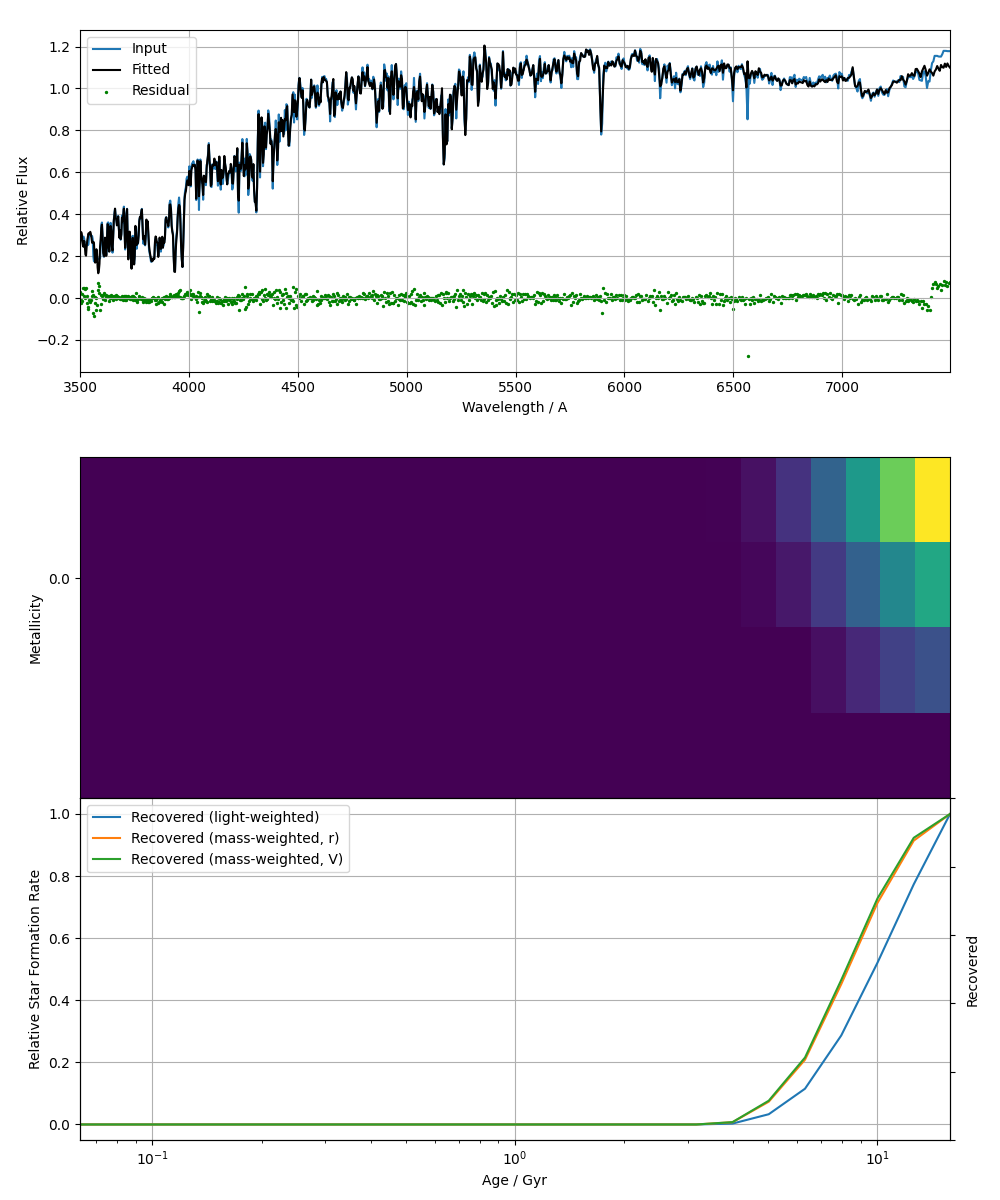 1.2
1.0
0.8
0.6
0.4
0.2
0.0
−0.2
Relative Flux
Input
Fitted
Residual
3500
4000
4500
5000
5500
6000
6500
7000
Wavelength / A
0.0
Metallicity
1.0
0.8
0.6
0.4
0.2
0.0
Relative Star Formation Rate
Recovered (light-weighted)
Recovered (mass-weighted, r)
Recovered (mass-weighted, V)
Recovered
10⁻¹
10⁰
10¹
Age / Gyr